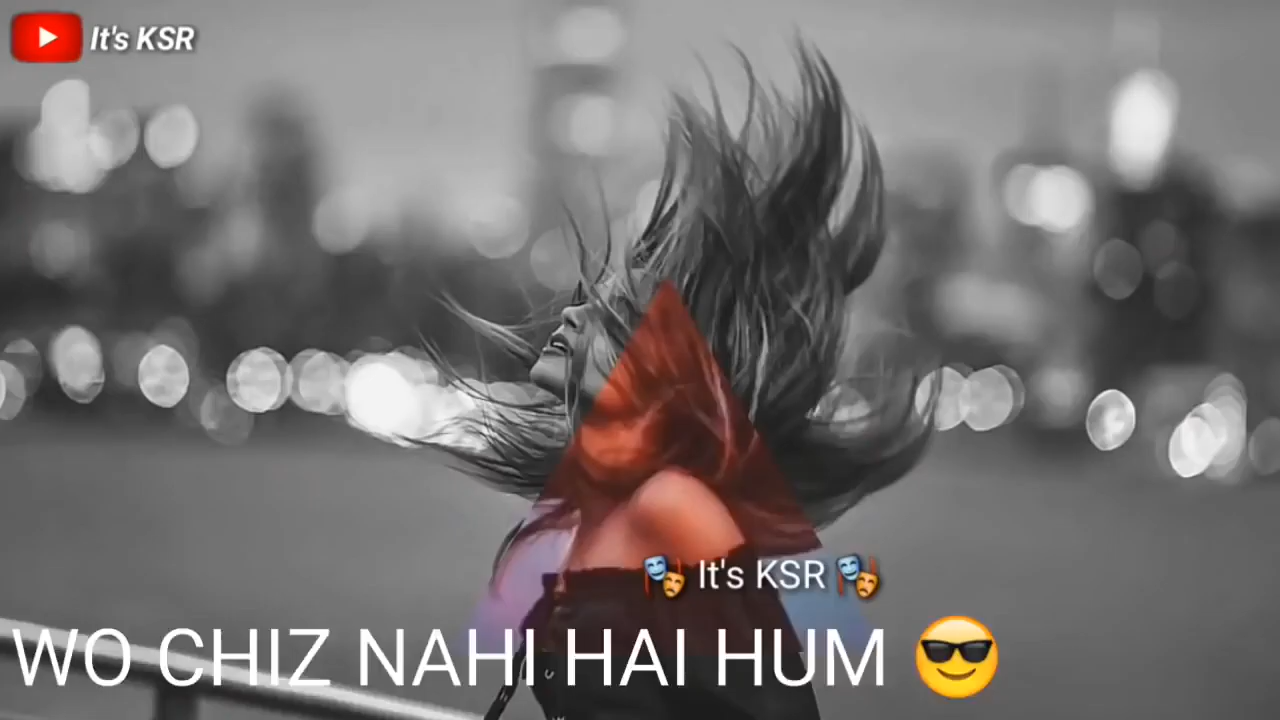 It's KSR
🎭 It's KSR 🎭
WO CHIZ NAHI HAI HUM 😎